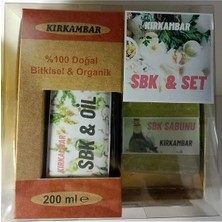 KIRKAMBAR
%100 Doğal
Bitkisel & Organik
KIRKAMBAR
SBK & OIL
200 ml e
KIRKAMBAR
SBK & SET
SBK SABUNU
KIRKAMBAR